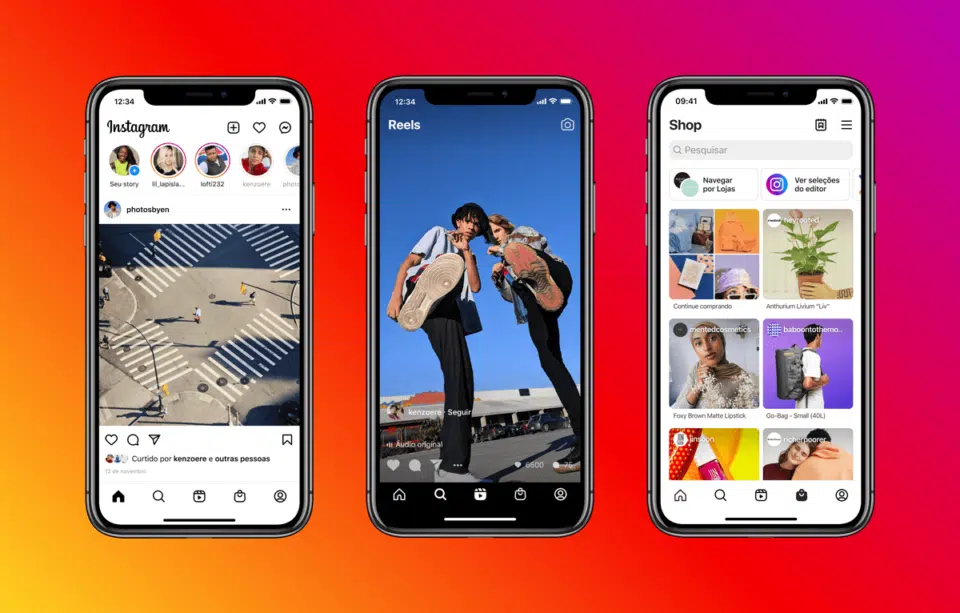 12:34
Instagram
Seu story
lil_lapisla...
lofti232
kenzoere
photosbyen
Curtido por kenzoere e outras pessoas
12 de novembro
12:34
Reels
kenzoere · Seguir
Áudio original
6500
75
09:41
Shop
Pesquisar
Navegar
por Lojas
Ver seleções
do editor
heyrooted
Continue comprando
Anthurium Livium "Liv"
mentedcosmetics
baboontothemo...
Foxy Brown Matte Lipstick
Go-Bag - Small (40L)
jinsoon
richerpoorer